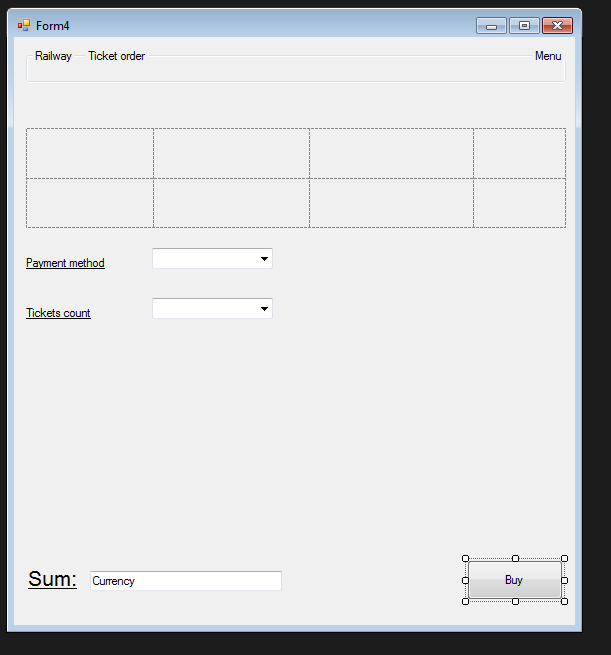 Form4
Railway Ticket order Menu
Payment method
Tickets count
Sum: Currency Buy